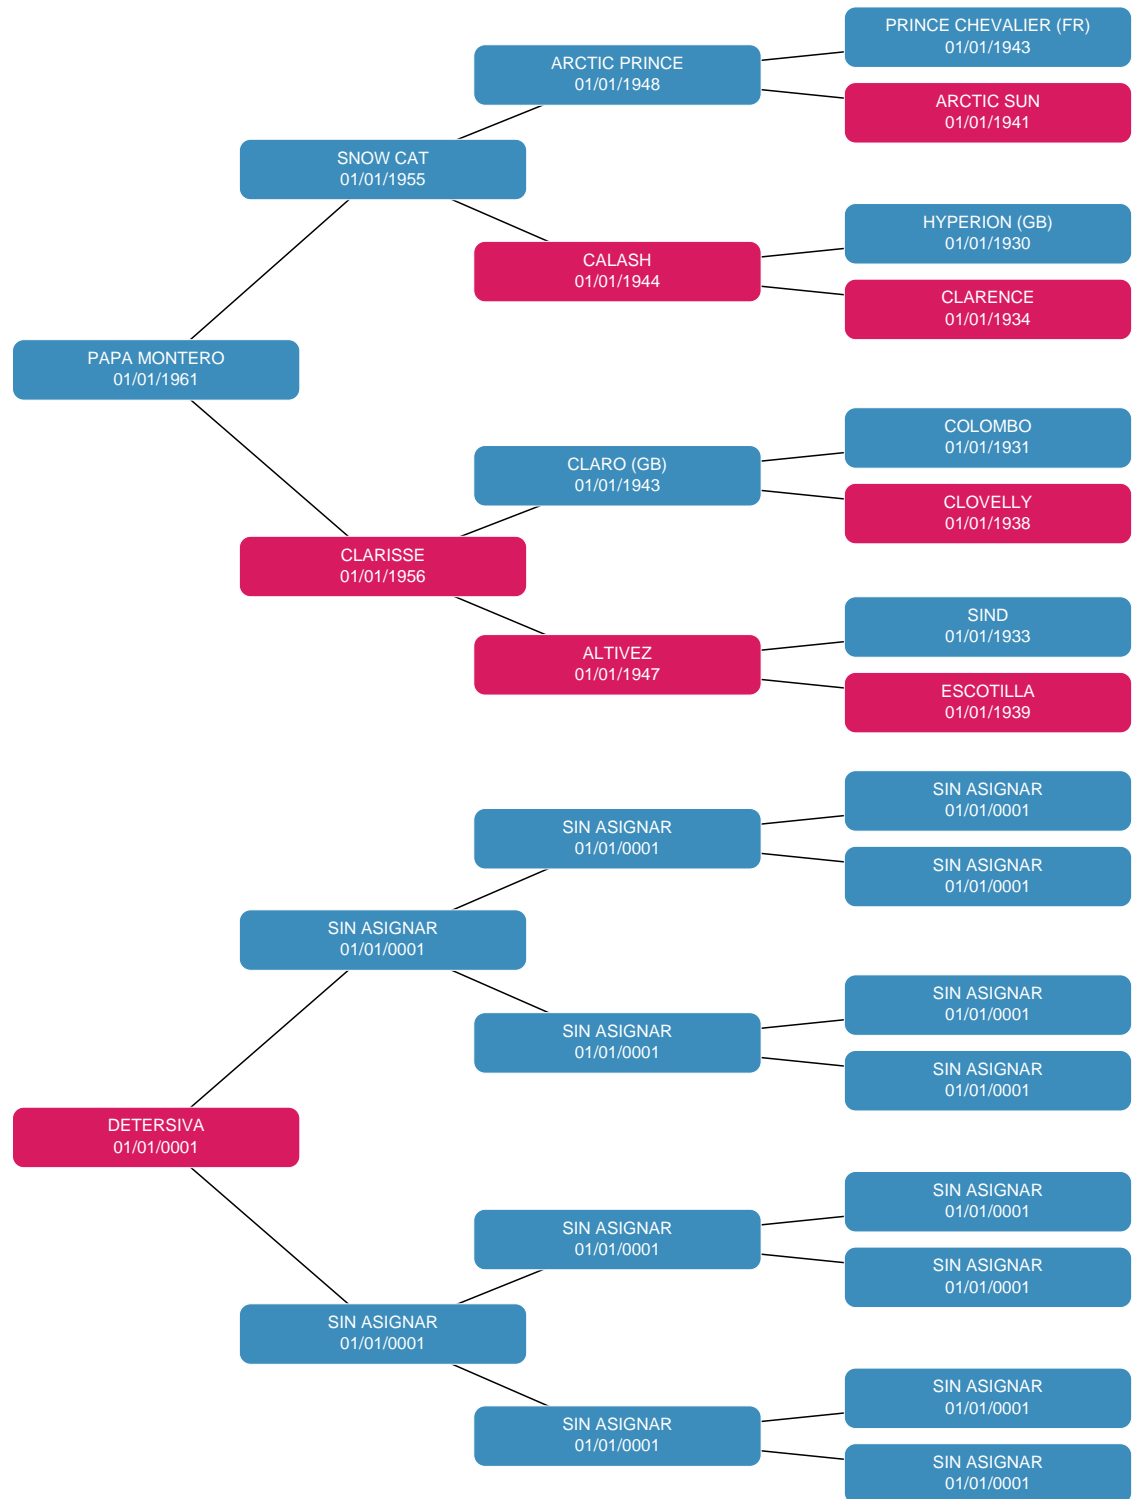 PRINCE CHEVALIER (FR)
01/01/1943
ARCTIC PRINCE
01/01/1948
ARCTIC SUN
01/01/1941
SNOW CAT
01/01/1955
HYPERION (GB)
01/01/1930
CALASH
01/01/1944
CLARENCE
01/01/1934
PAPA MONTERO
01/01/1961
COLOMBO
01/01/1931
CLARO (GB)
01/01/1943
CLOVELLY
01/01/1938
CLARISSE
01/01/1956
SIND
01/01/1933
ALTIVEZ
01/01/1947
ESCOTILLA
01/01/1939
SIN ASIGNAR
01/01/0001
SIN ASIGNAR
01/01/0001
SIN ASIGNAR
01/01/0001
SIN ASIGNAR
01/01/0001
SIN ASIGNAR
01/01/0001
SIN ASIGNAR
01/01/0001
SIN ASIGNAR
01/01/0001
DETERSIVA
01/01/0001
SIN ASIGNAR
01/01/0001
SIN ASIGNAR
01/01/0001
SIN ASIGNAR
01/01/0001
SIN ASIGNAR
01/01/0001
SIN ASIGNAR
01/01/0001
SIN ASIGNAR
01/01/0001
SIN ASIGNAR
01/01/0001